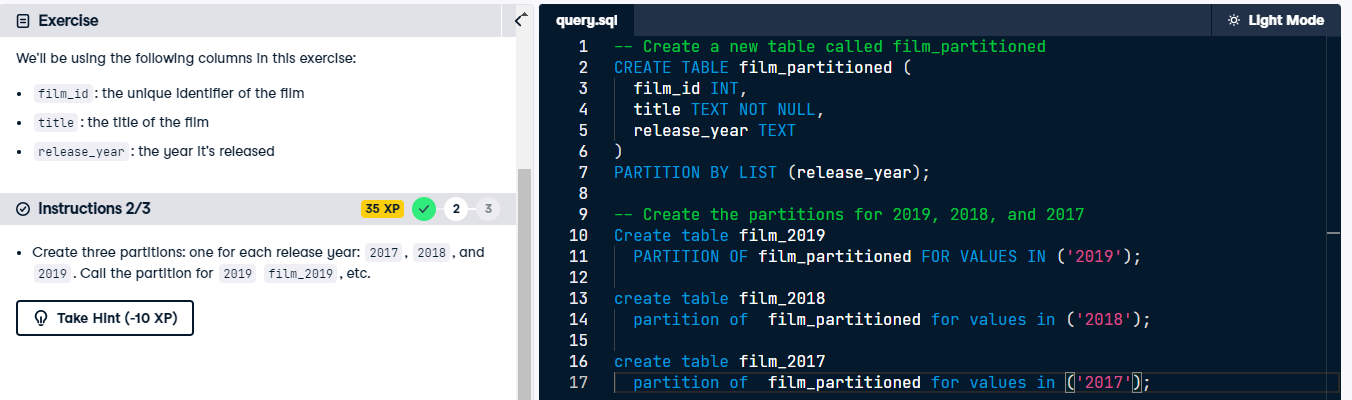 Exercise
We'll be using the following columns in this exercise:
• film_id : the unique identifier of the film
• title : the title of the film
• release_year : the year it's released
Instructions 2/3
35 XP
2
3
• Create three partitions: one for each release year: 2017 , 2018 , and
2019 . Call the partition for 2019 film_2019 , etc.
Take Hint (-10 XP)
query.sql
Light Mode
1 -- Create a new table called film_partitioned
2 CREATE TABLE film_partitioned (
3 film_id INT,
4 title TEXT NOT NULL,
5 release_year TEXT
6 )
7 PARTITION BY LIST (release_year);
8
9 -- Create the partitions for 2019, 2018, and 2017
10 Create table film_2019
11 PARTITION OF film_partitioned FOR VALUES IN ('2019');
12
13 create table film_2018
14 partition of  film_partitioned for values in ('2018');
15
16 create table film_2017
17 partition of  film_partitioned for values in ('2017');